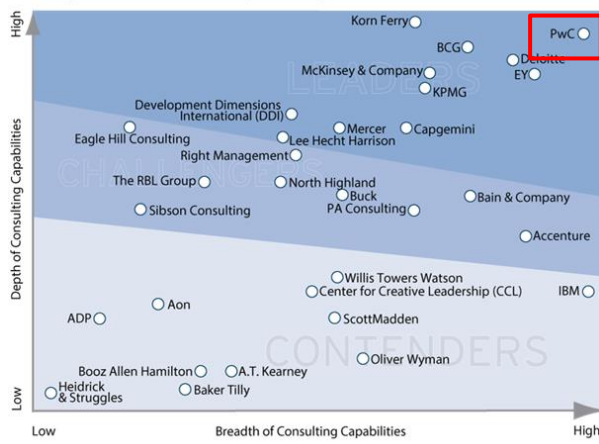 High
Korn Ferry
PwC
BCG
Deloitte
LEADERS
McKinsey & Company
EY
KPMG
Development Dimensions
International (DDI)
Mercer
Capgemini
Eagle Hill Consulting
Lee Hecht Harrison
Right Management
CHALLENGERS
The RBL Group
North Highland
Buck
Bain & Company
Sibson Consulting
PA Consulting
Accenture
Depth of Consulting Capabilities
Willis Towers Watson
Center for Creative Leadership (CCL)
IBM
Aon
ADP
ScottMadden
CONTENDERS
Oliver Wyman
Booz Allen Hamilton
A.T. Kearney
Heidrick
& Struggles
Baker Tilly
Low
Low
Breadth of Consulting Capabilities
High